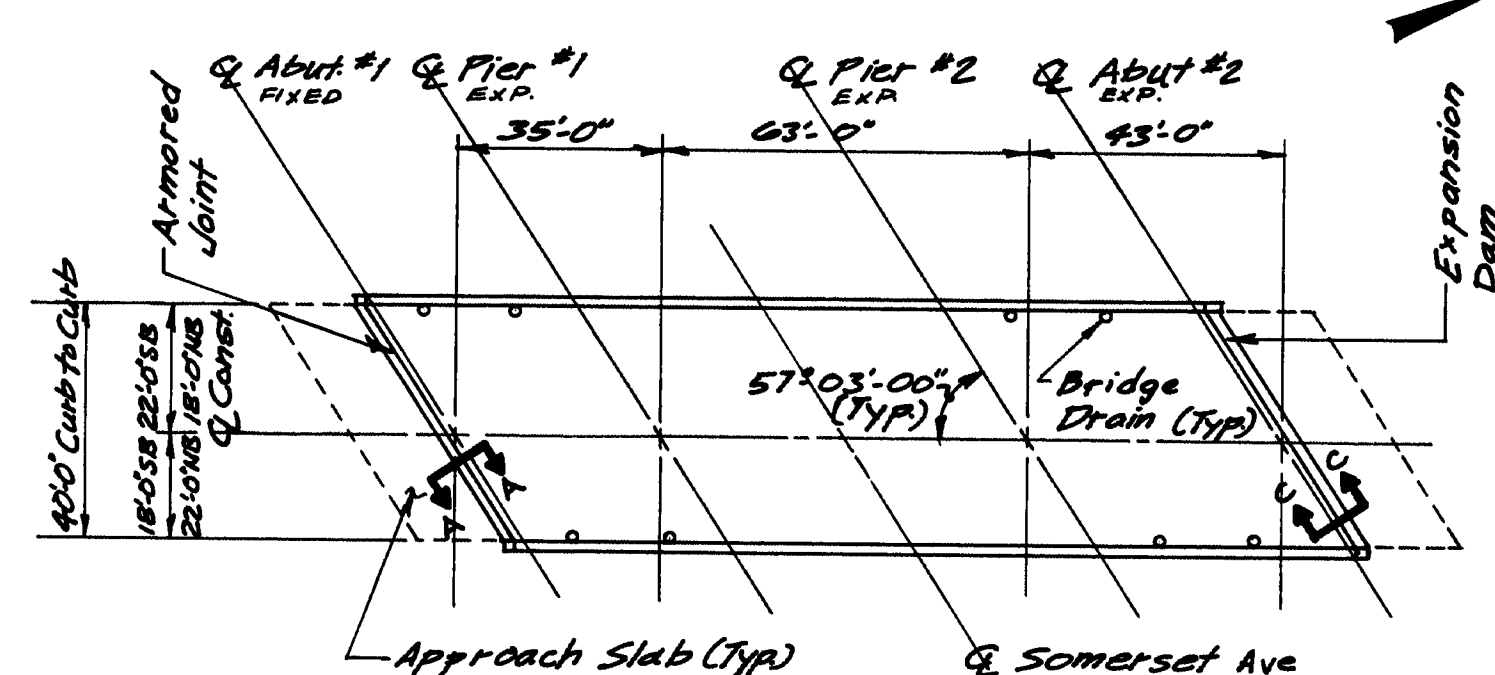 ℄ Abut. #1
FIXED
℄ Pier #1
EXP.
℄ Pier #2
EXP.
℄ Abut #2
EXP.
35'-0"
63'-0"
43'-0"
Armored
Joint
Expansion
Dam
40'-0" Curb to Curb
18'-0"SB 22'-0"SB
22'-0"NB 18'-0"NB
℄ Const.
57°-03'-00"
(TYP.)
Bridge
Drain (Typ.)
A
A
C
C
Approach Slab (Typ.)
℄ Somerset Ave